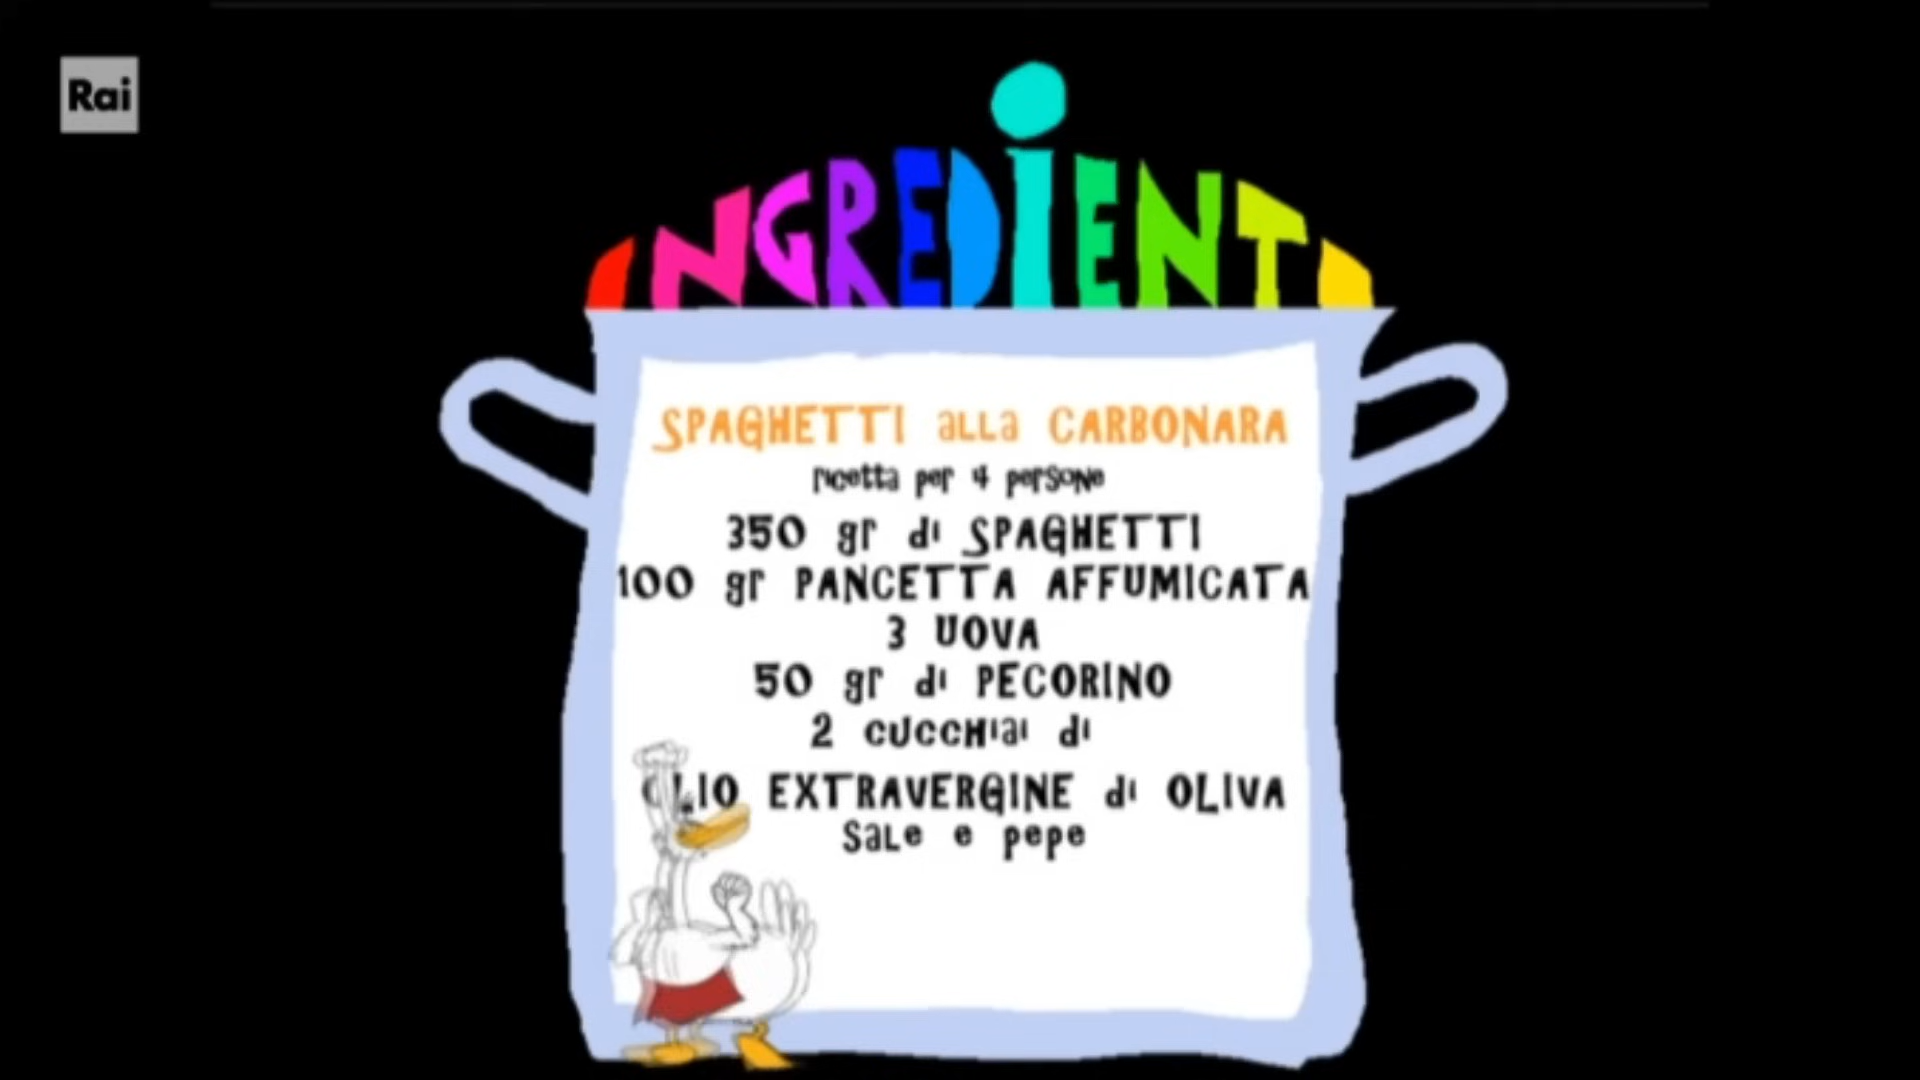 Rai
INGREDIENTI
SPAGHETTI alla CARBONARA
ricetta per 4 persone
350 gr di SPAGHETTI
100 gr PANCETTA AFFUMICATA
3 UOVA
50 gr di PECORINO
2 cucchiai di
OLIO EXTRAVERGINE di OLIVA
Sale e pepe